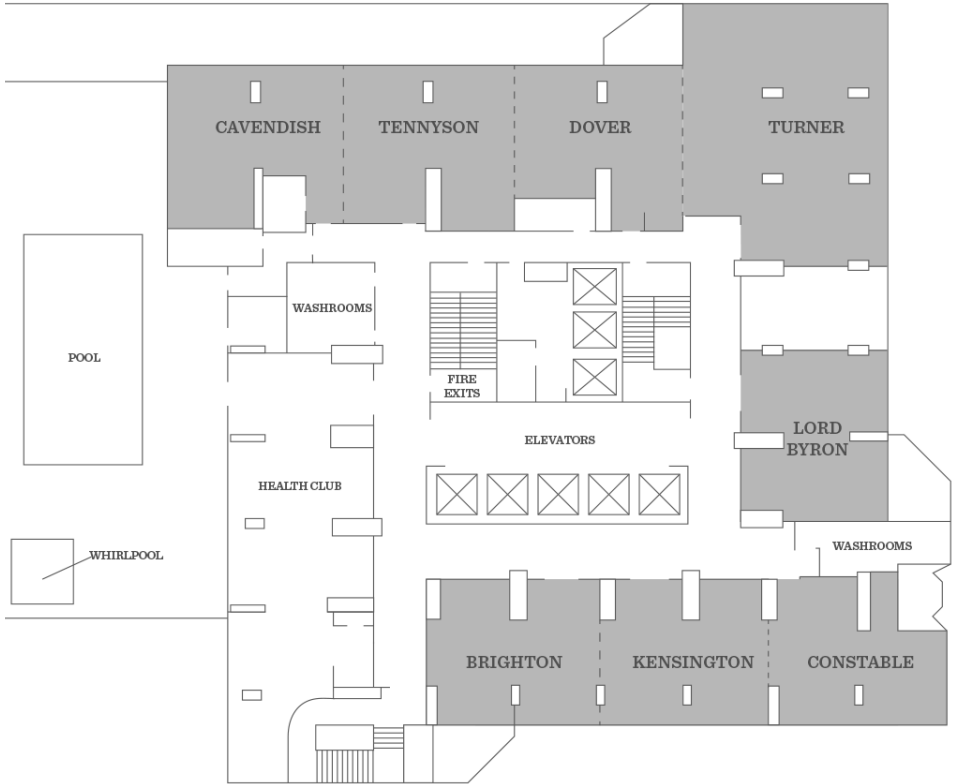 CAVENDISH
TENNYSON
DOVER
TURNER
WASHROOMS
POOL
FIRE
EXITS
ELEVATORS
LORD
BYRON
HEALTH CLUB
WHIRLPOOL
WASHROOMS
BRIGHTON
KENSINGTON
CONSTABLE